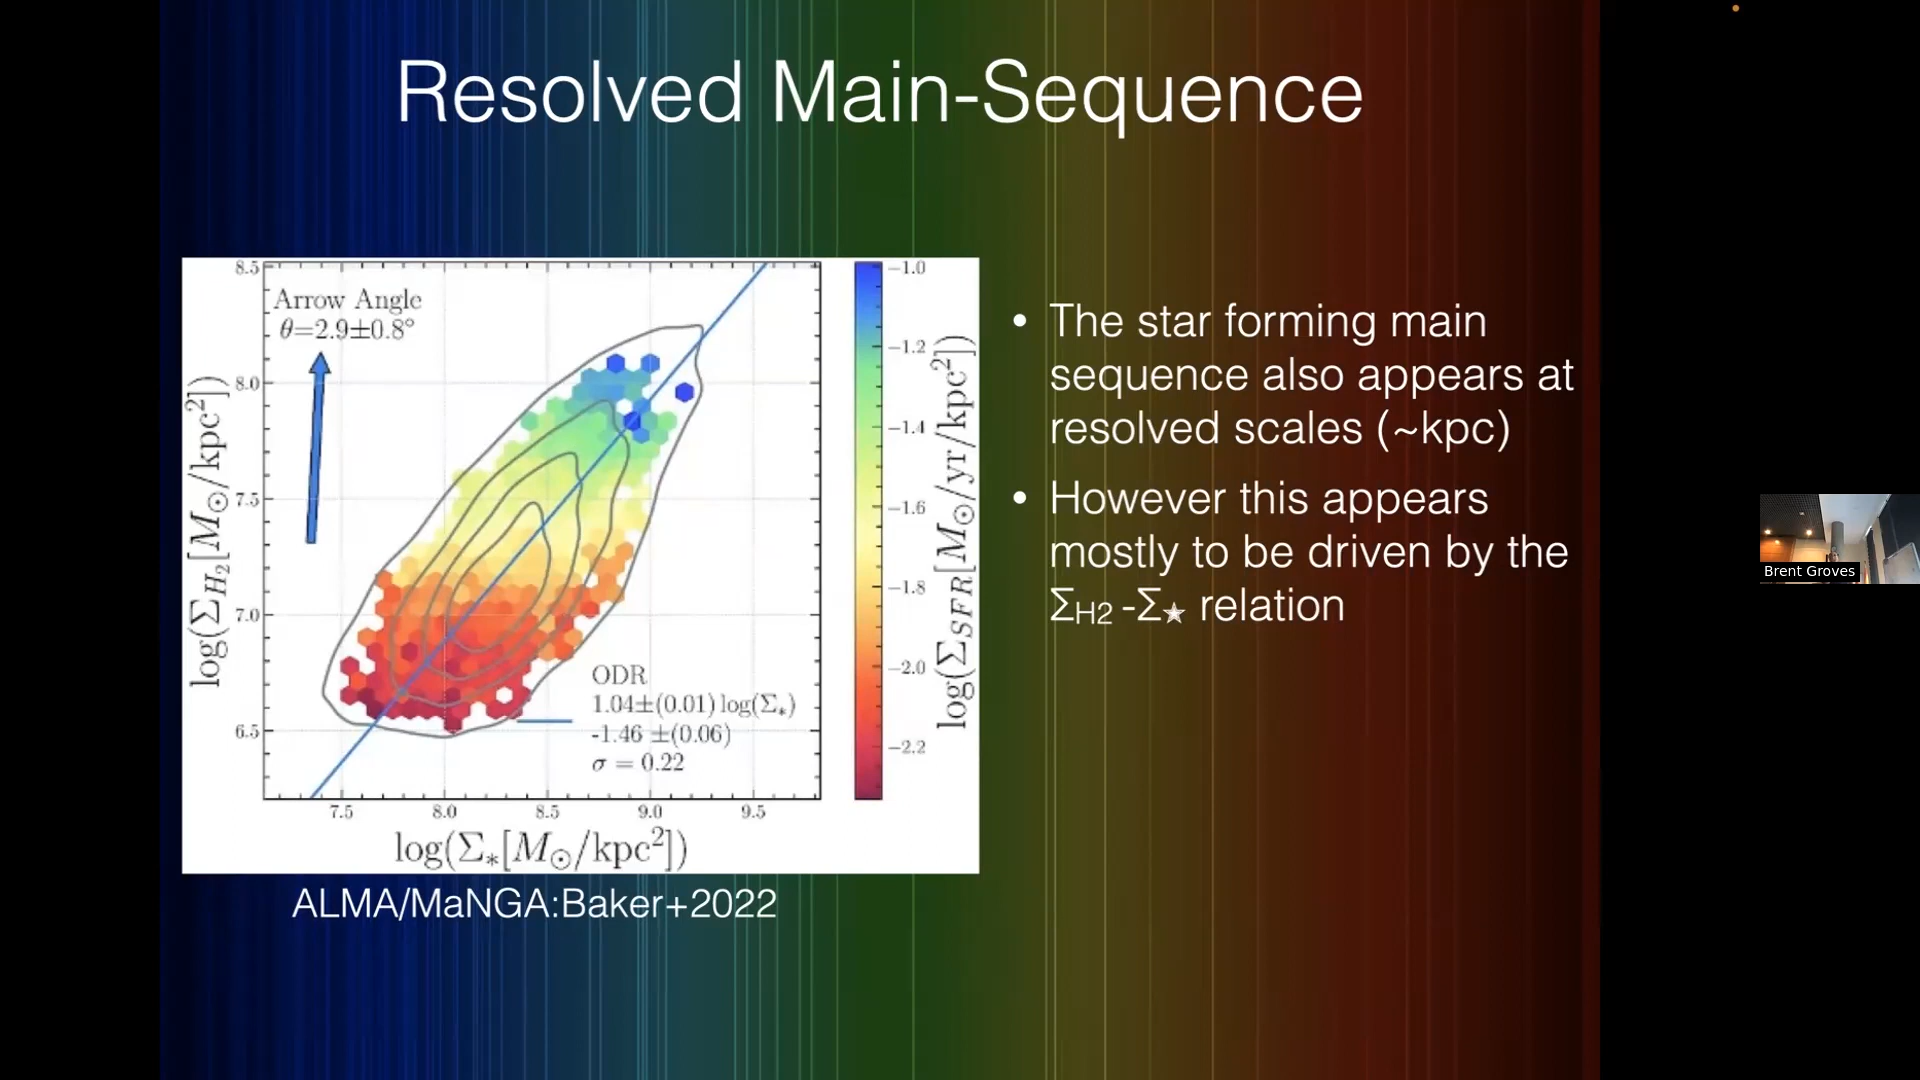 Resolved Main-Sequence
8.5
8.0
7.5
7.0
6.5
log(Σ_H₂[M⊙/kpc²])
Arrow Angle
θ=2.9±0.8°
ODR
1.04±(0.01) log(Σ_*)
-1.46 ±(0.06)
σ = 0.22
7.5
8.0
8.5
9.0
9.5
log(Σ_*[M⊙/kpc²])
−1.0
−1.2
−1.4
−1.6
−1.8
−2.0
−2.2
log(Σ_SFR[M⊙/yr/kpc²])
ALMA/MaNGA:Baker+2022
• The star forming main
sequence also appears at
resolved scales (~kpc)
• However this appears
mostly to be driven by the
Σ_H2 -Σ★ relation
Brent Groves